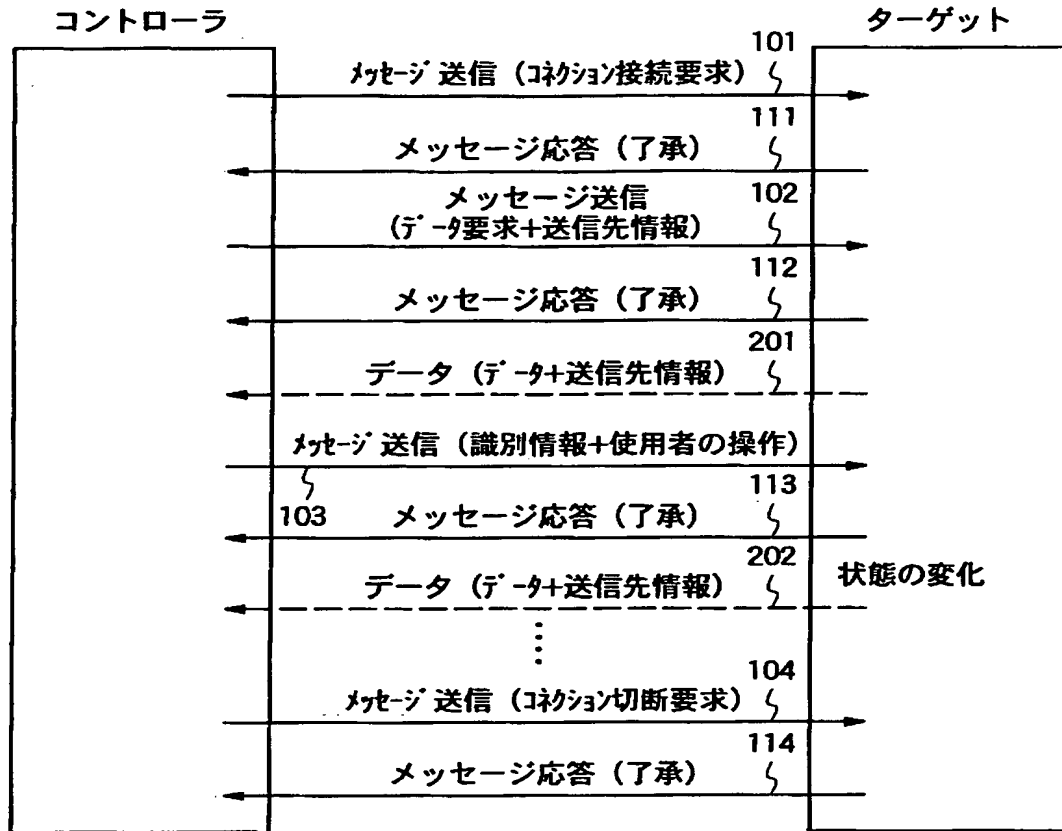 コントローラ
ターゲット
101
メッセージ送信（コネクション接続要求）
111
メッセージ応答（了承）
メッセージ送信
102
(データ要求+送信先情報）
112
メッセージ応答（了承）
201
データ（データ+送信先情報）
メッセージ送信（識別情報+使用者の操作）
103
113
メッセージ応答（了承）
202
データ（データ+送信先情報）
状態の変化
104
メッセージ送信（コネクション切断要求）
114
メッセージ応答（了承）